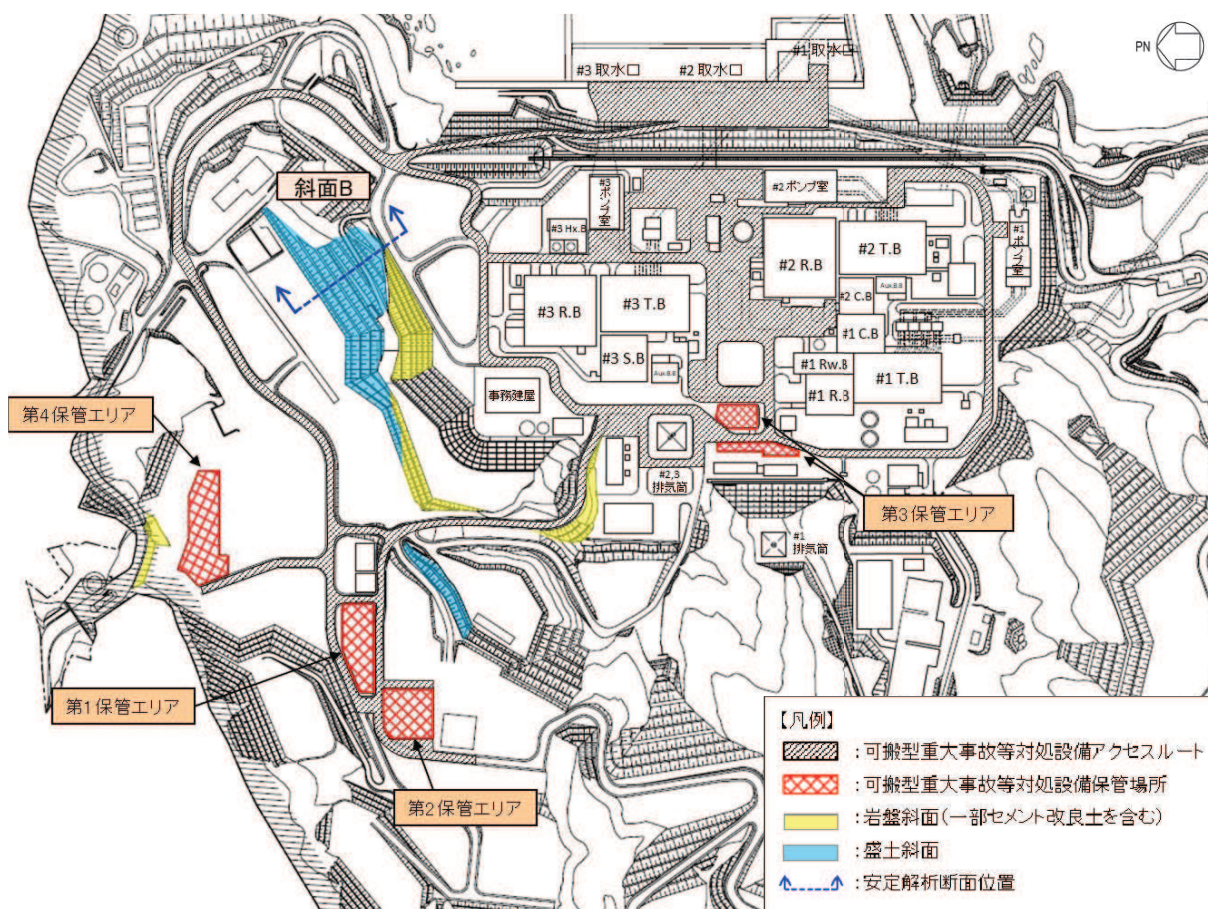 PN
#1 取水口
#3 取水口
#2 取水口
斜面B
#3 ポンプ室
#2 ポンプ室
#1 ポンプ室
#3 Hx.B
#2 R.B
#2 T.B
Aux.B.B
#2 C.B
#3 R.B
#3 T.B
#1 C.B
#3 S.B
Aux.B.B
#1 Rw.B
#1 T.B
#1 R.B
事務建屋
第4保管エリア
#2,3
排気筒
第3保管エリア
#1
排気筒
第1保管エリア
第2保管エリア
【凡例】
:可搬型重大事故等対処設備アクセスルート
:可搬型重大事故等対処設備保管場所
:岩盤斜面(一部セメント改良土を含む)
:盛土斜面
:安定解析断面位置